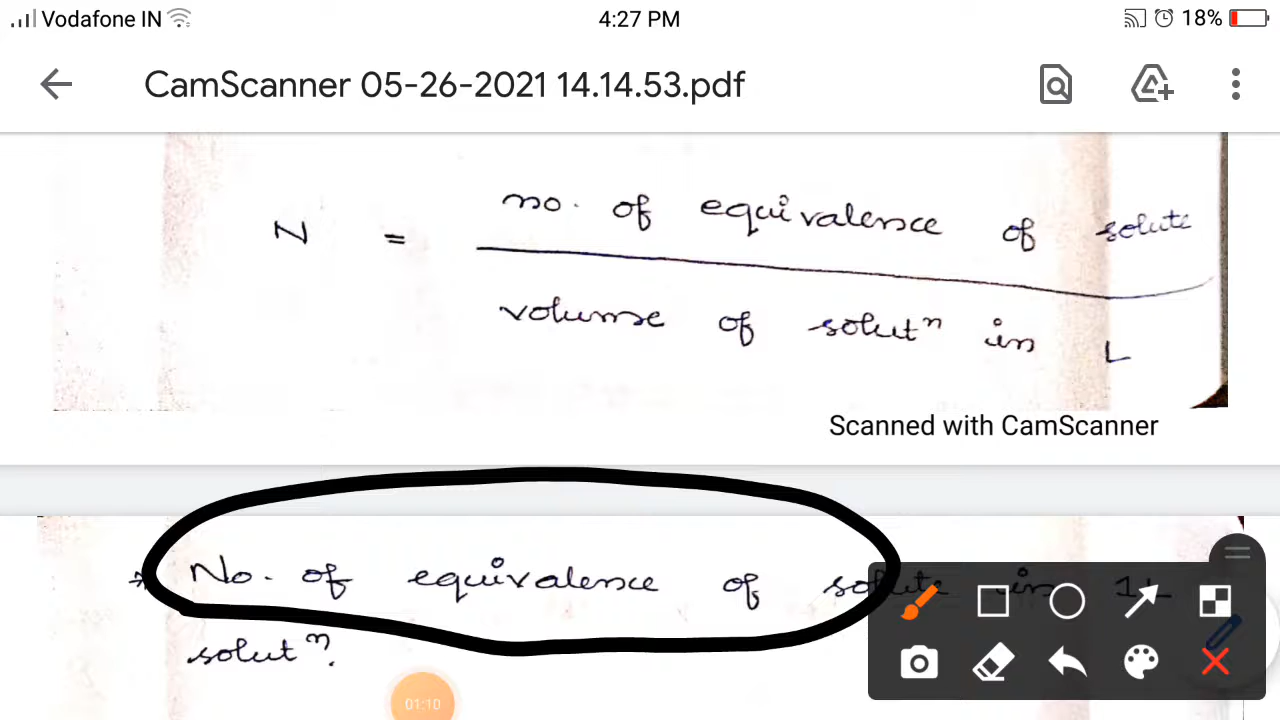 Vodafone IN 4:27 PM 18%
CamScanner 05-26-2021 14.14.53.pdf
no. of equivalence of solute
N =
volume of solutⁿ in L
Scanned with CamScanner
→ No. of equivalence of solute in 1L
solutⁿ.
01:10